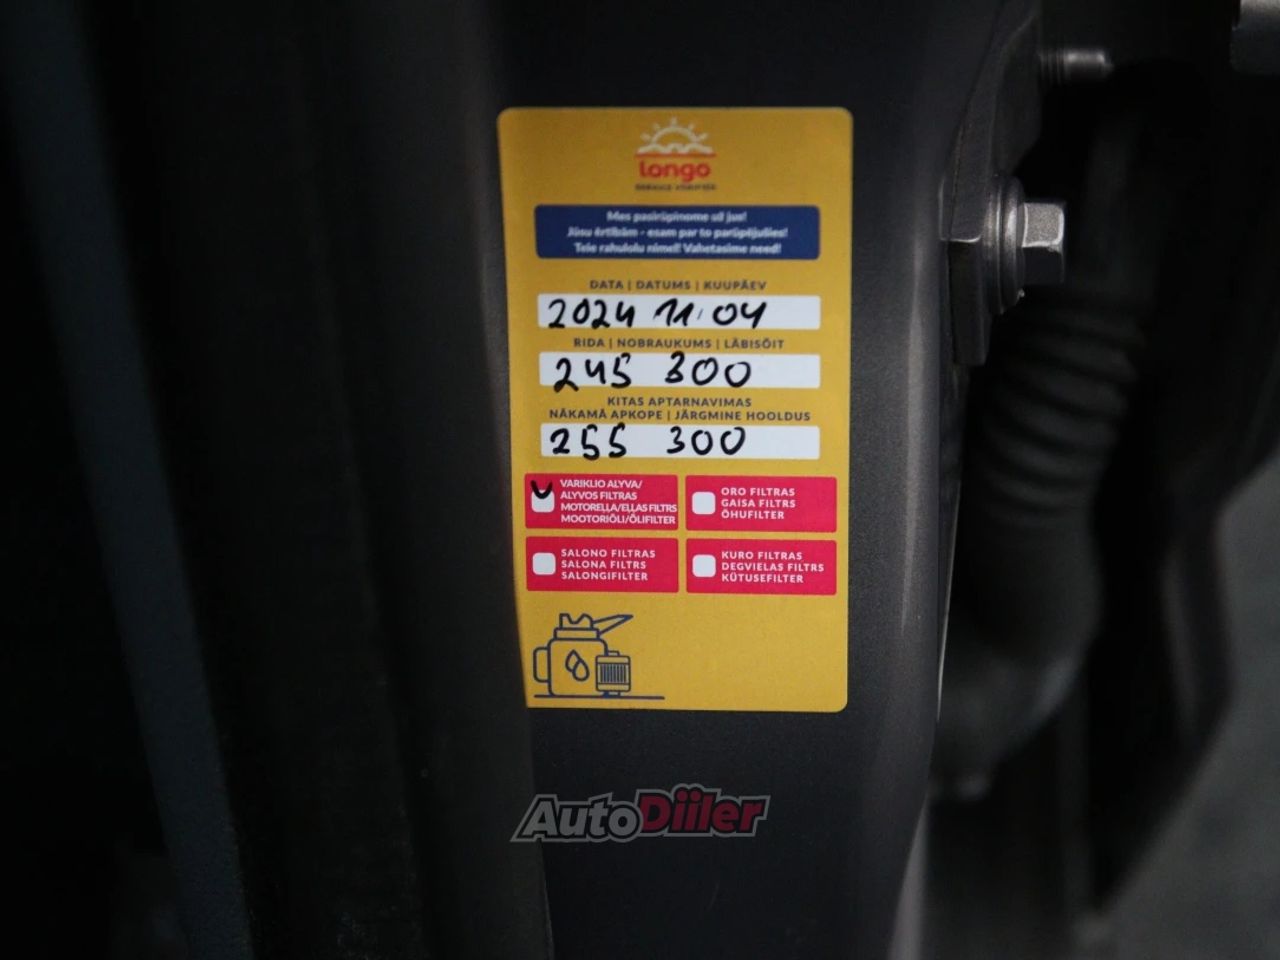 longo
Mes pasirūpinome už jus!
Jūsu ērtībām - esam par to parūpējušies!
Teie rahulolu nimel! Vahetasime need!
DATA | DATUMS | KUUPÄEV
2024 11.04
RIDA | NOBRAUKUMS | LÄBISÕIT
245 300
KITAS APTARNAVIMAS
NĀKAMĀ APKOPE | JÄRGMINE HOOLDUS
255 300
VARIKLIO ALYVA/
ALYVOS FILTRAS
MOTOREĻĻA/EĻĻAS FILTRS
MOOTORIÕLI/ÕLIFILTER
ORO FILTRAS
GAISA FILTRS
ÕHUFILTER
SALONO FILTRAS
SALONA FILTRS
SALONGIFILTER
KURO FILTRAS
DEGVIELAS FILTRS
KÜTUSEFILTER
AutoDiiler